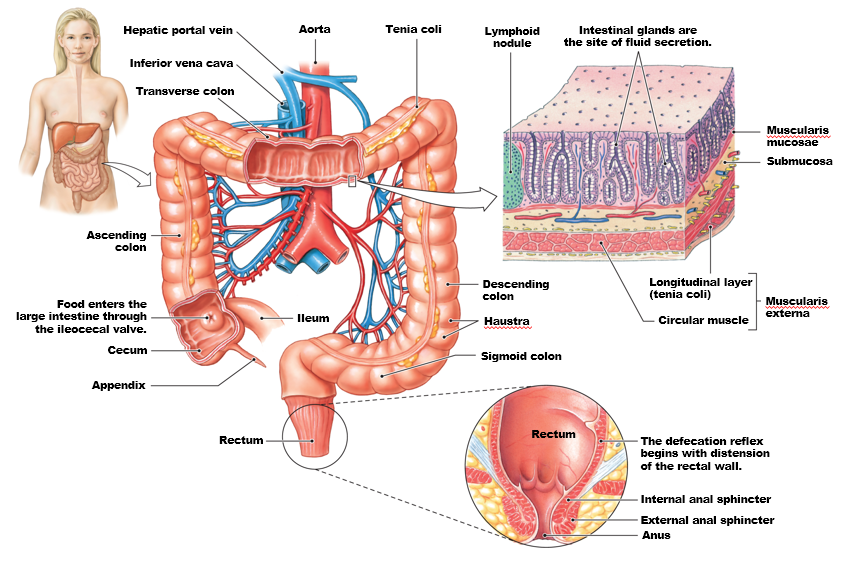 Hepatic portal vein
Aorta
Tenia coli
Inferior vena cava
Transverse colon
Lymphoid
nodule
Intestinal glands are
the site of fluid secretion.
Muscularis
mucosae
Submucosa
Ascending
colon
Longitudinal layer
(tenia coli)
Circular muscle
Muscularis
externa
Descending
colon
Haustra
Food enters the
large intestine through
the ileocecal valve.
Ileum
Cecum
Sigmoid colon
Appendix
Rectum
Rectum
The defecation reflex
begins with distension
of the rectal wall.
Internal anal sphincter
External anal sphincter
Anus